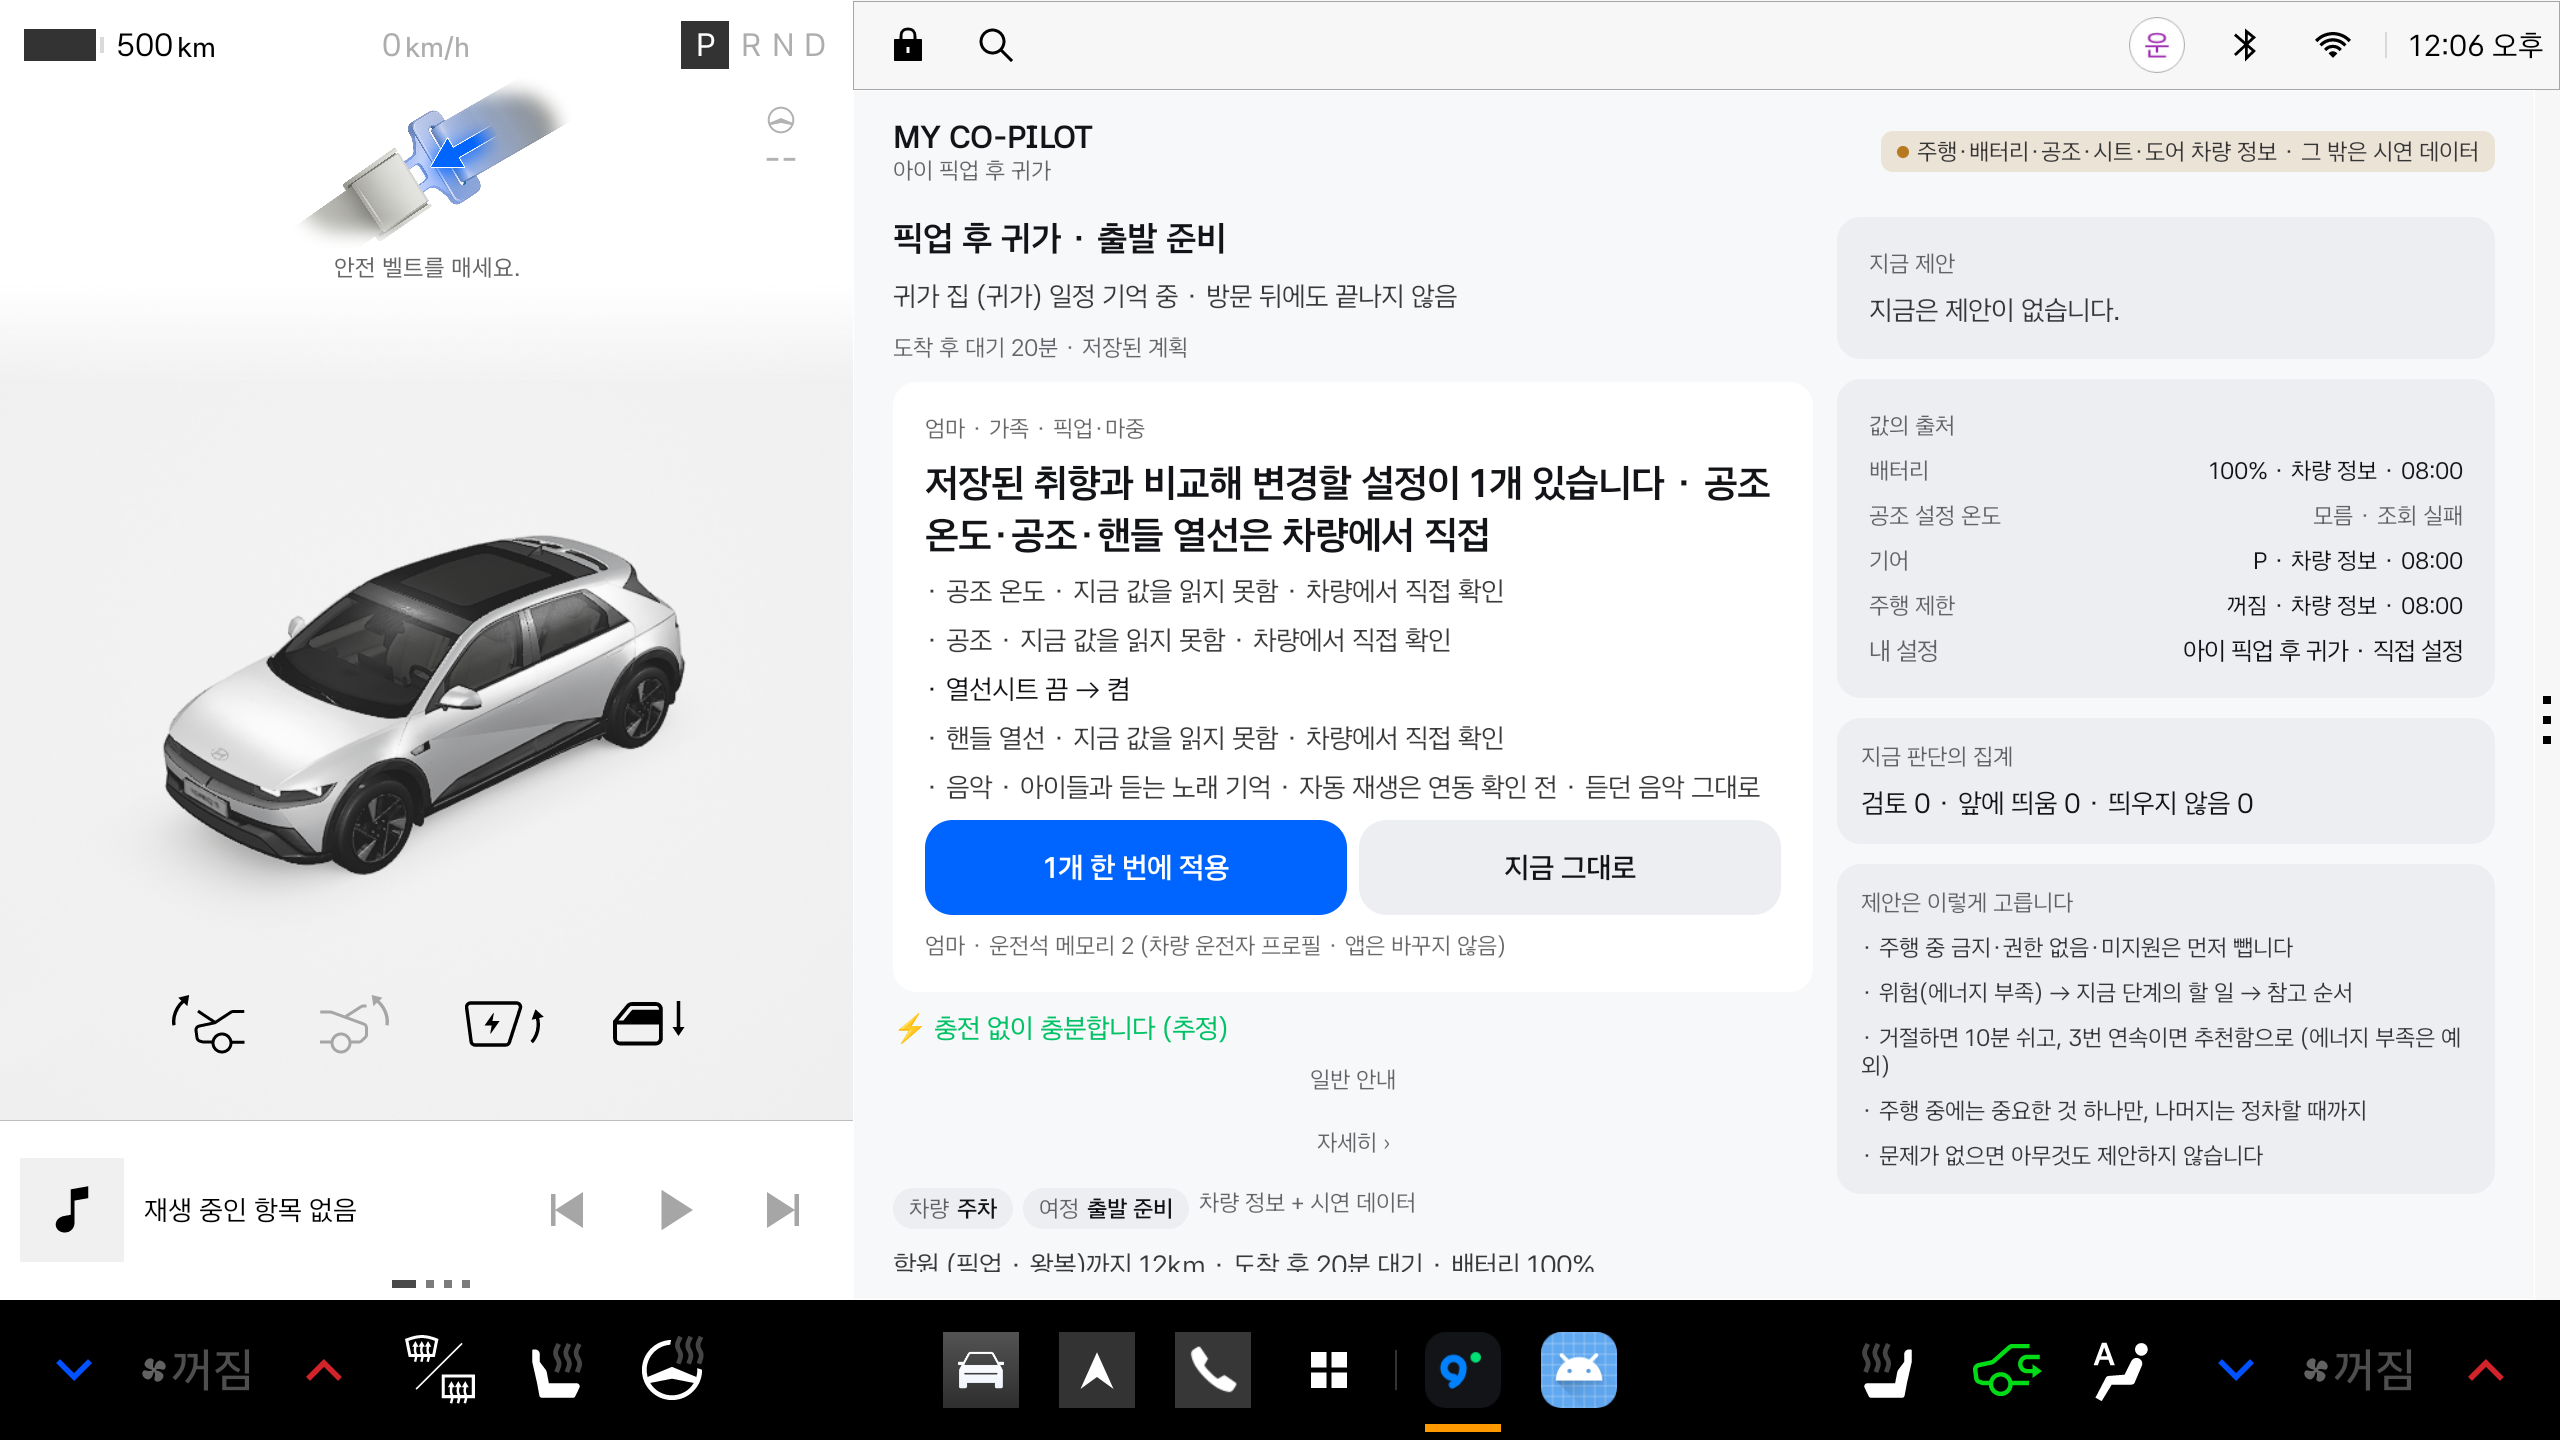 500 km
0 km/h
P R N D
안전 벨트를 매세요.
재생 중인 항목 없음
운
12:06 오후
MY CO-PILOT
아이 픽업 후 귀가
주행·배터리·공조·시트·도어 차량 정보 · 그 밖은 시연 데이터
픽업 후 귀가 · 출발 준비
귀가 집 (귀가) 일정 기억 중 · 방문 뒤에도 끝나지 않음
도착 후 대기 20분 · 저장된 계획
엄마 · 가족 · 픽업·마중
저장된 취향과 비교해 변경할 설정이 1개 있습니다 · 공조
온도·공조·핸들 열선은 차량에서 직접
· 공조 온도 · 지금 값을 읽지 못함 · 차량에서 직접 확인
· 공조 · 지금 값을 읽지 못함 · 차량에서 직접 확인
· 열선시트 끔 → 켬
· 핸들 열선 · 지금 값을 읽지 못함 · 차량에서 직접 확인
· 음악 · 아이들과 듣는 노래 기억 · 자동 재생은 연동 확인 전 · 듣던 음악 그대로
1개 한 번에 적용
지금 그대로
엄마 · 운전석 메모리 2 (차량 운전자 프로필 · 앱은 바꾸지 않음)
⚡ 충전 없이 충분합니다 (추정)
일반 안내
자세히 ›
차량 주차
여정 출발 준비
차량 정보 + 시연 데이터
학원 (픽업 · 왕복)까지 12km · 도착 후 20분 대기 · 배터리 100%
지금 제안
지금은 제안이 없습니다.
값의 출처
배터리 100% · 차량 정보 · 08:00
공조 설정 온도 모름 · 조회 실패
기어 P · 차량 정보 · 08:00
주행 제한 꺼짐 · 차량 정보 · 08:00
내 설정 아이 픽업 후 귀가 · 직접 설정
지금 판단의 집계
검토 0 · 앞에 띄움 0 · 띄우지 않음 0
제안은 이렇게 고릅니다
· 주행 중 금지·권한 없음·미지원은 먼저 뺍니다
· 위험(에너지 부족) → 지금 단계의 할 일 → 참고 순서
· 거절하면 10분 쉬고, 3번 연속이면 추천함으로 (에너지 부족은 예
외)
· 주행 중에는 중요한 것 하나만, 나머지는 정차할 때까지
· 문제가 없으면 아무것도 제안하지 않습니다
꺼짐
A
꺼짐